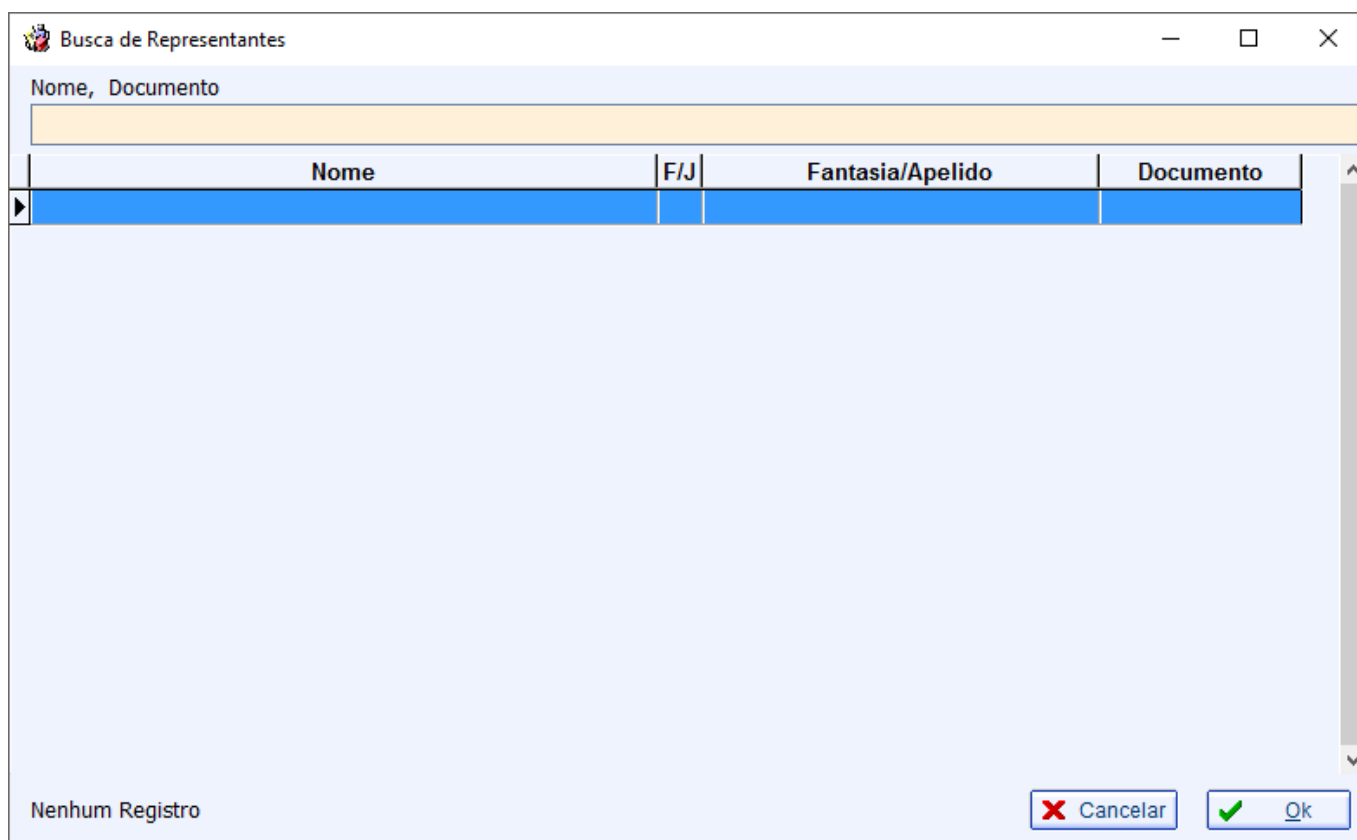 Busca de Representantes
Nome, Documento
Nome F/J Fantasia/Apelido Documento
Nenhum Registro Cancelar Ok